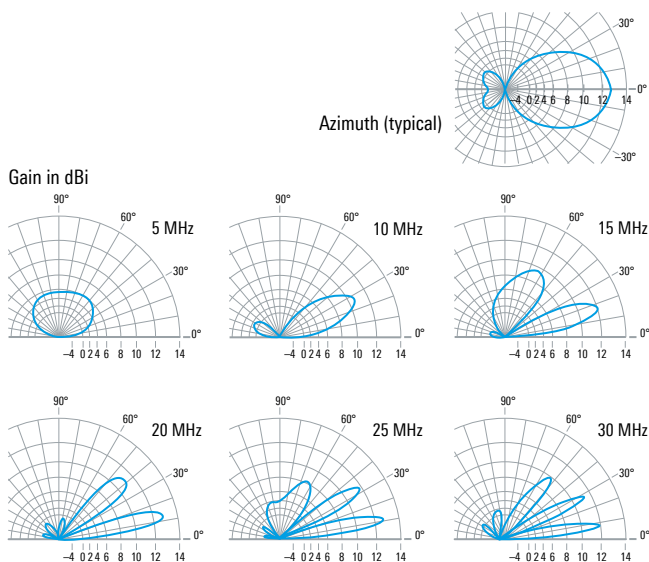 30°
0°
-4 0 2 4 6 8 10 12 14
Azimuth (typical)
–30°
Gain in dBi
90° 90° 90°
60° 5 MHz 60° 10 MHz 60° 15 MHz
30° 30° 30°
0° 0° 0°
–4 0 2 4 6 8 10 12 14 -4 0 2 4 6 8 10 12 14 -4 0 2 4 6 8 10 12 14
90° 90° 90°
60° 20 MHz 60° 25 MHz 60° 30 MHz
30° 30° 30°
0° 0° 0°
-4 0 2 4 6 8 10 12 14 -4 0 2 4 6 8 10 12 14 –4 0 2 4 6 8 10 12 14